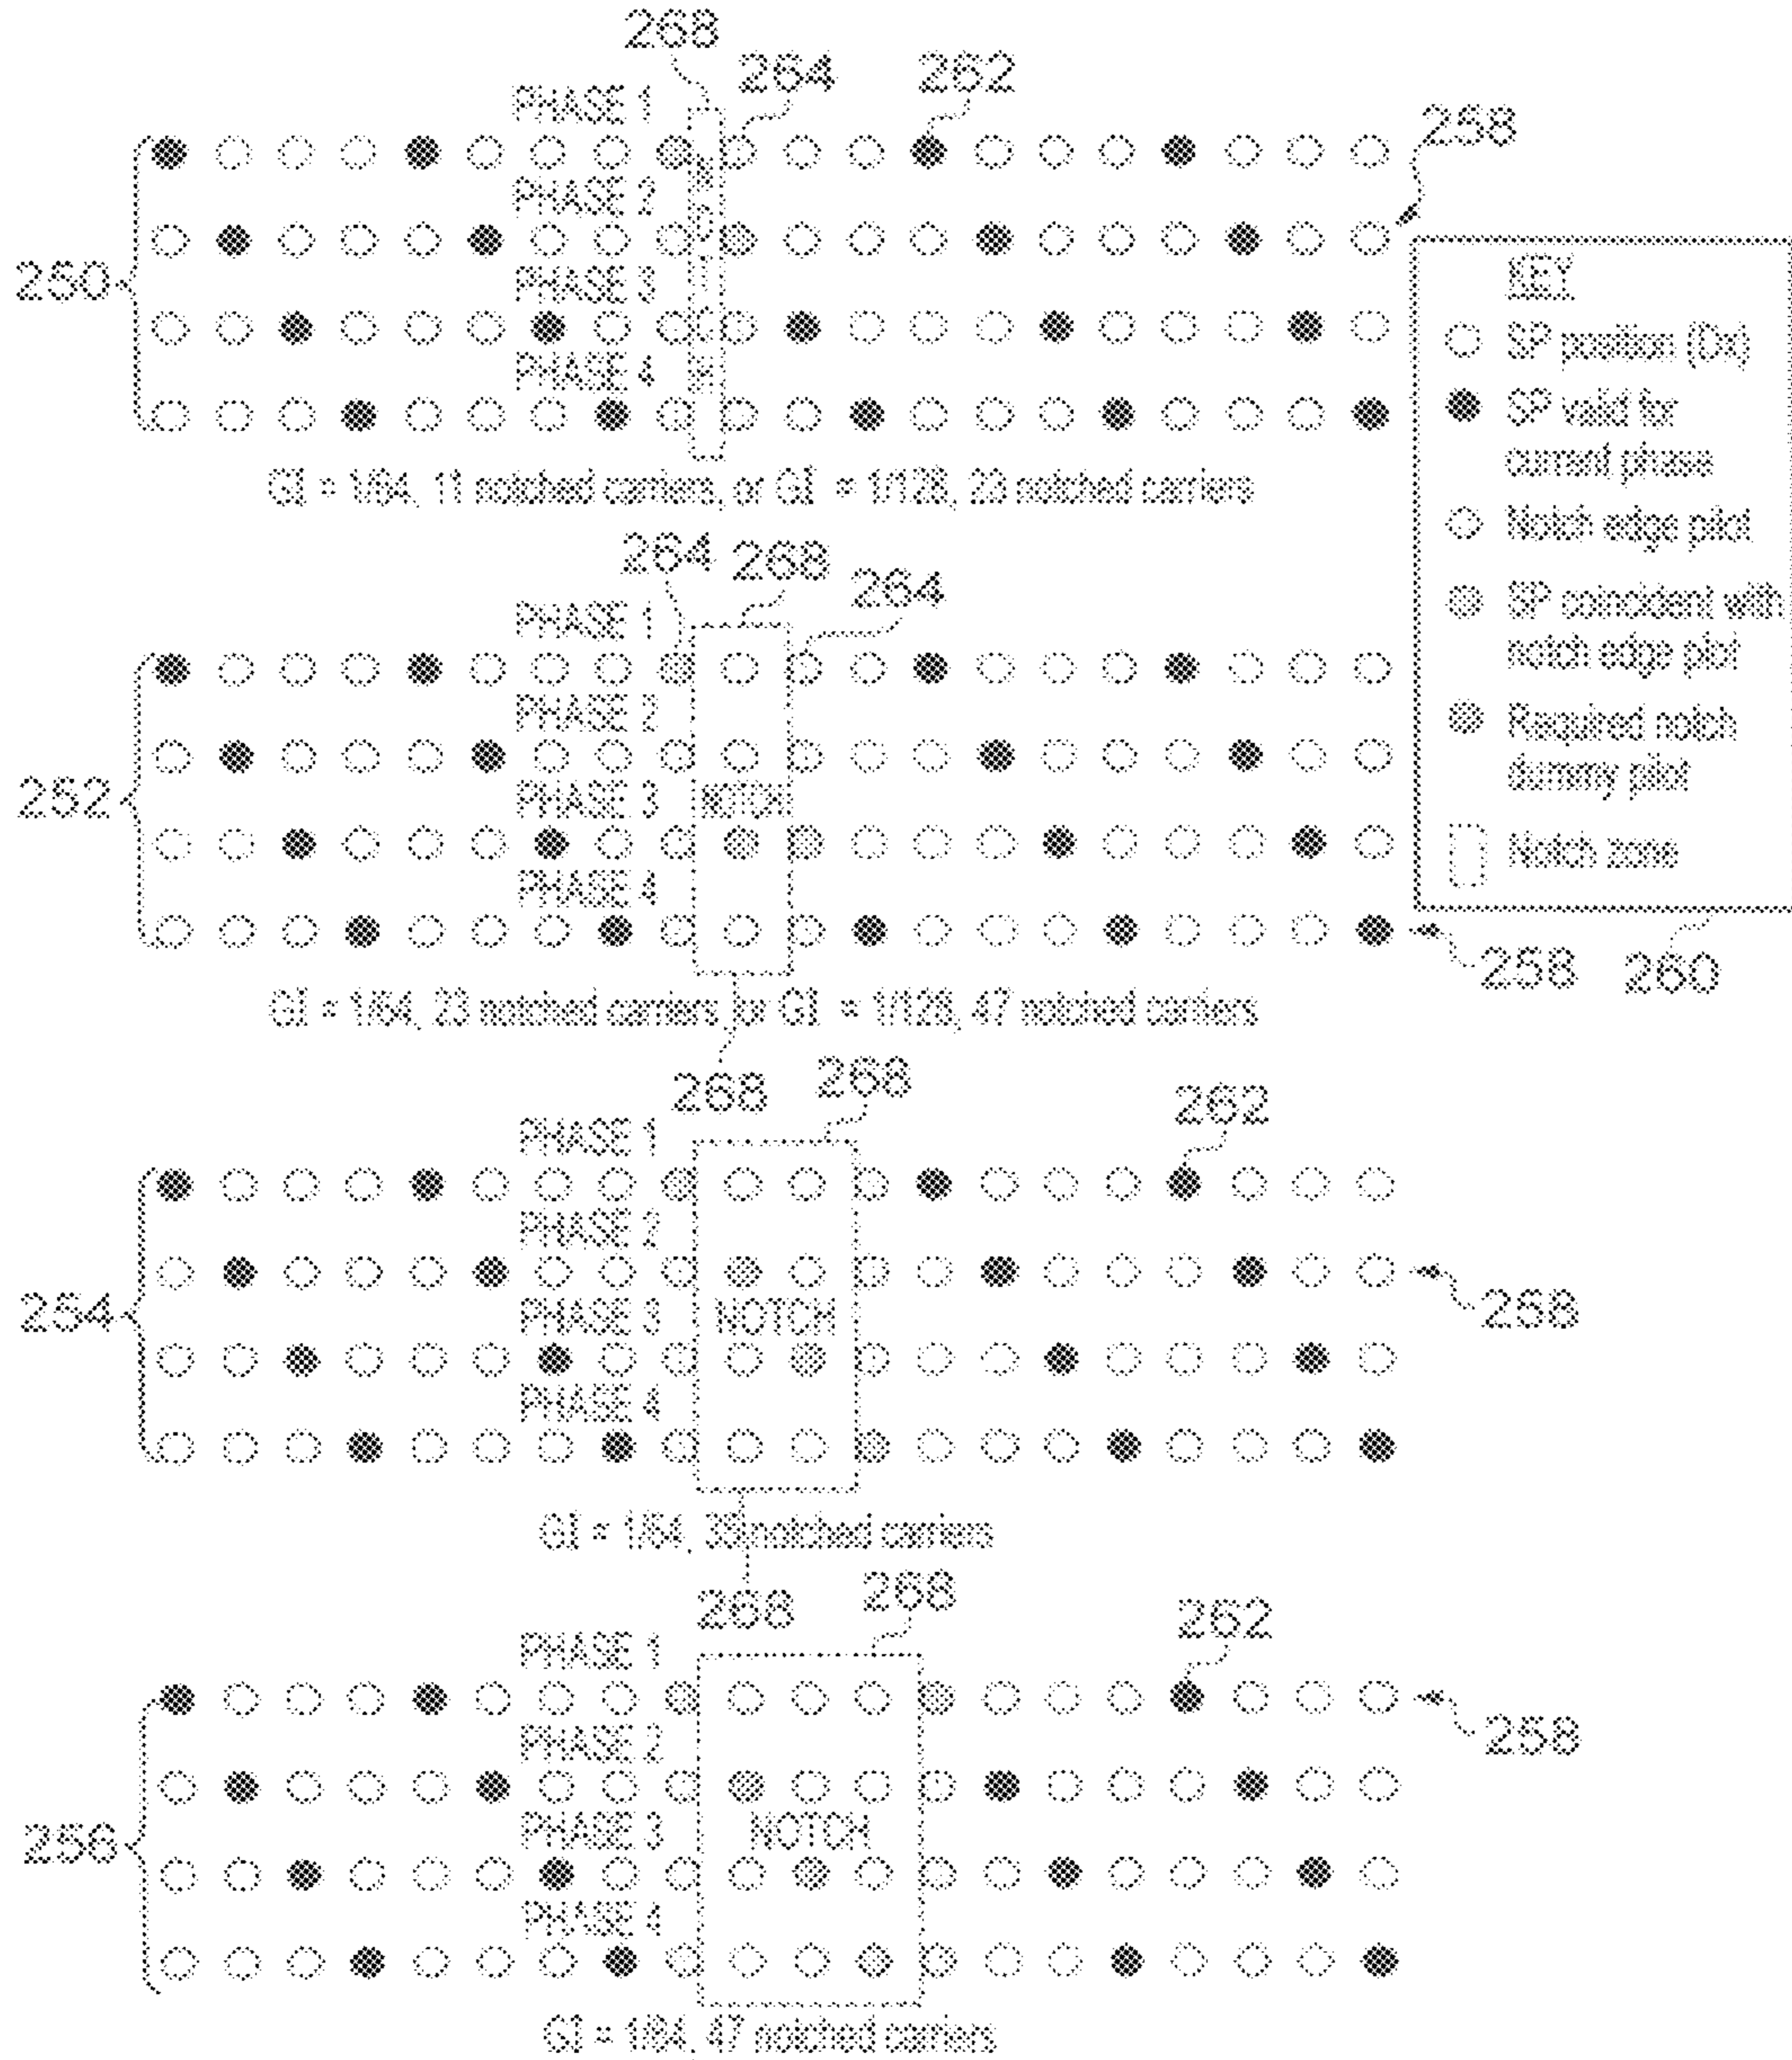 268
264
262
PHASE 1
258
PHASE 2
250
PHASE 3
PHASE 4
NOTCH
GI = 1/64, 11 notched carriers, or GI = 1/128, 23 notched carriers
KEY
SP position (Dx)
SP valid for
current phase
Notch edge pilot
SP coincident with
notch edge pilot
Required notch
dummy pilot
Notch zone
260
264
268
264
PHASE 1
PHASE 2
252
PHASE 3
NOTCH
PHASE 4
258
GI = 1/64, 23 notched carriers, or GI = 1/128, 47 notched carriers
268
268
262
PHASE 1
PHASE 2
254
PHASE 3
NOTCH
258
PHASE 4
GI = 1/64, notched carriers
268
268
262
PHASE 1
258
PHASE 2
256
PHASE 3
NOTCH
PHASE 4
GI = 1/64, 47 notched carriers